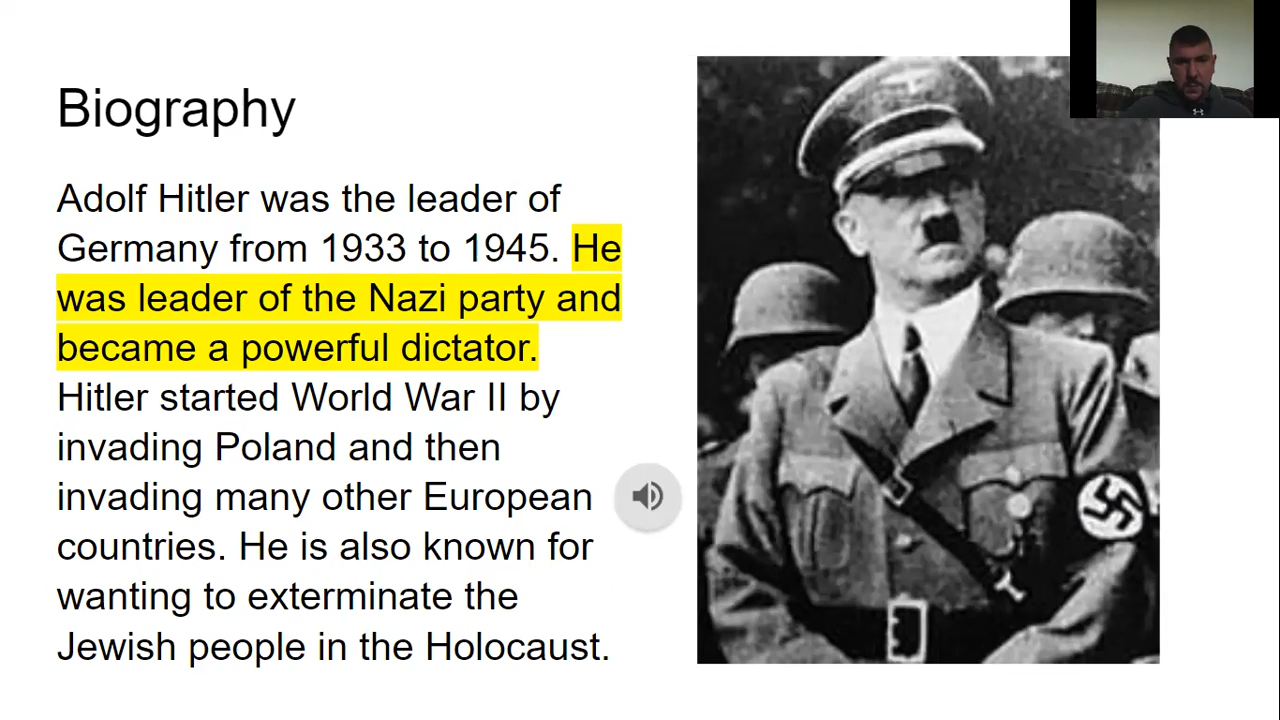 Biography
Adolf Hitler was the leader of
Germany from 1933 to 1945. He
was leader of the Nazi party and
became a powerful dictator.
Hitler started World War II by
invading Poland and then
invading many other European
countries. He is also known for
wanting to exterminate the
Jewish people in the Holocaust.